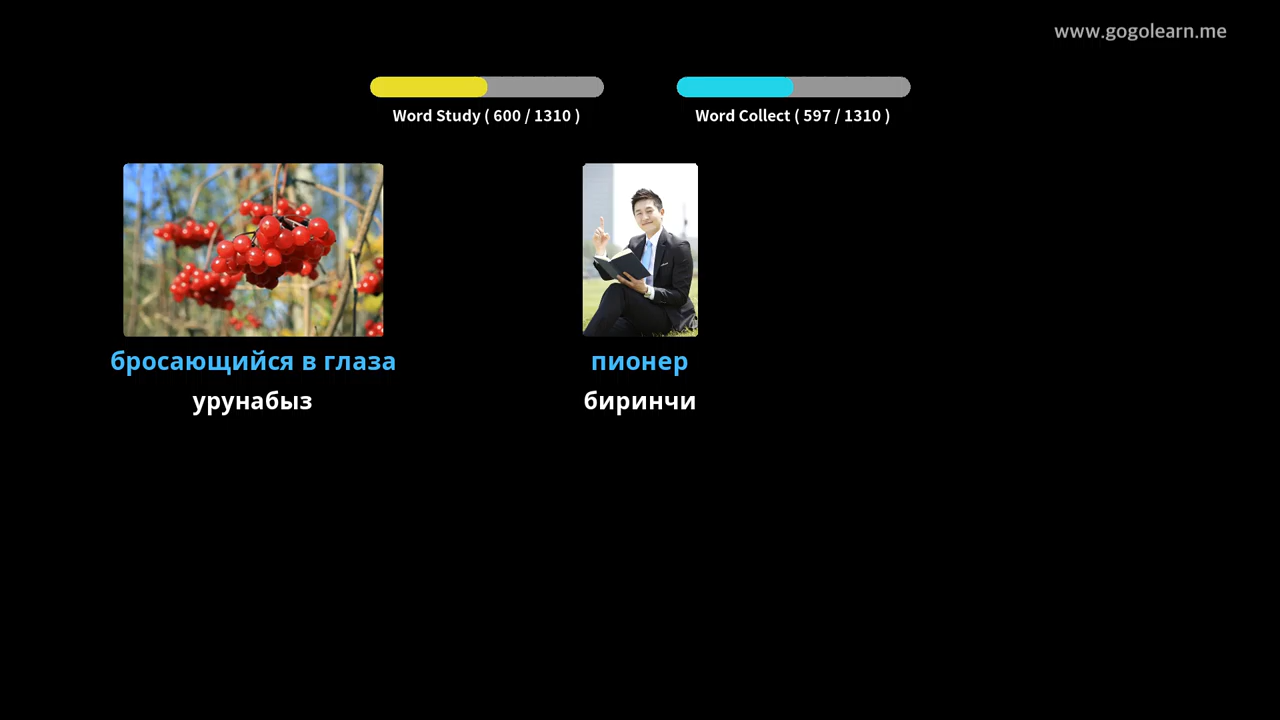 www.gogolearn.me
Word Study ( 600 / 1310 )
Word Collect ( 597 / 1310 )
бросающийся в глаза
урунабыз
пионер
биринчи